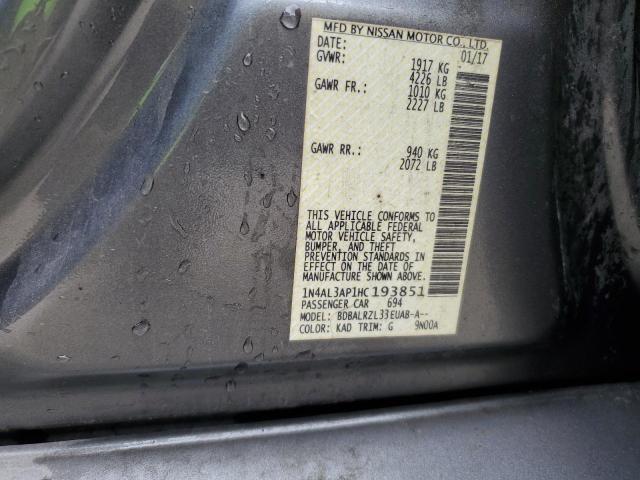 MFD BY NISSAN MOTOR CO., LTD.
DATE: 01/17
GVWR: 1917 KG
4226 LB
GAWR FR.: 1010 KG
2227 LB
GAWR RR.: 940 KG
2072 LB
THIS VEHICLE CONFORMS TO
ALL APPLICABLE FEDERAL
MOTOR VEHICLE SAFETY,
BUMPER, AND THEFT
PREVENTION STANDARDS IN
EFFECT ON THE DATE OF
MANUFACTURE SHOWN ABOVE.
1N4AL3AP1HC193851
PASSENGER CAR 694
MODEL: BDBALRZL33EUAB-A--
COLOR: KAD TRIM: G 9N00A